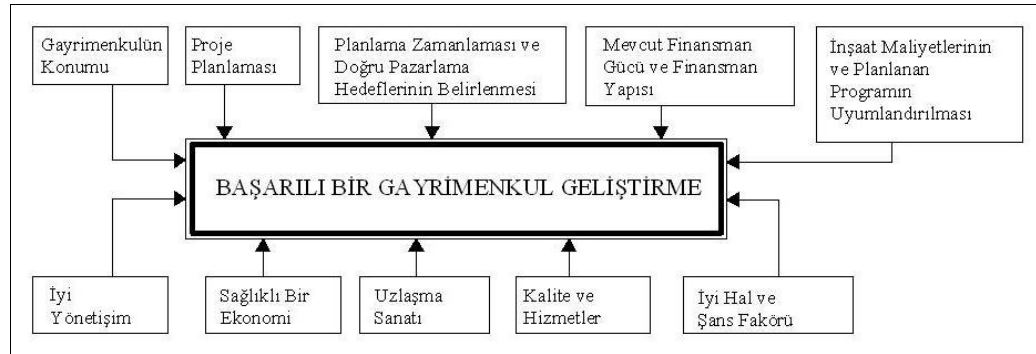 Gayrimenkulün
Konumu
Proje
Planlaması
Planlama Zamanlaması ve
Doğru Pazarlama
Hedeflerinin Belirlenmesi
Mevcut Finansman
Gücü ve Finansman
Yapısı
İnşaat Maliyetlerinin
ve Planlanan
Programın
Uyumlandırılması
BAŞARILI BİR GAYRİMENKUL GELİŞTİRME
İyi
Yönetişim
Sağlıklı Bir
Ekonomi
Uzlaşma
Sanatı
Kalite ve
Hizmetler
İyi Hal ve
Şans Fakörü